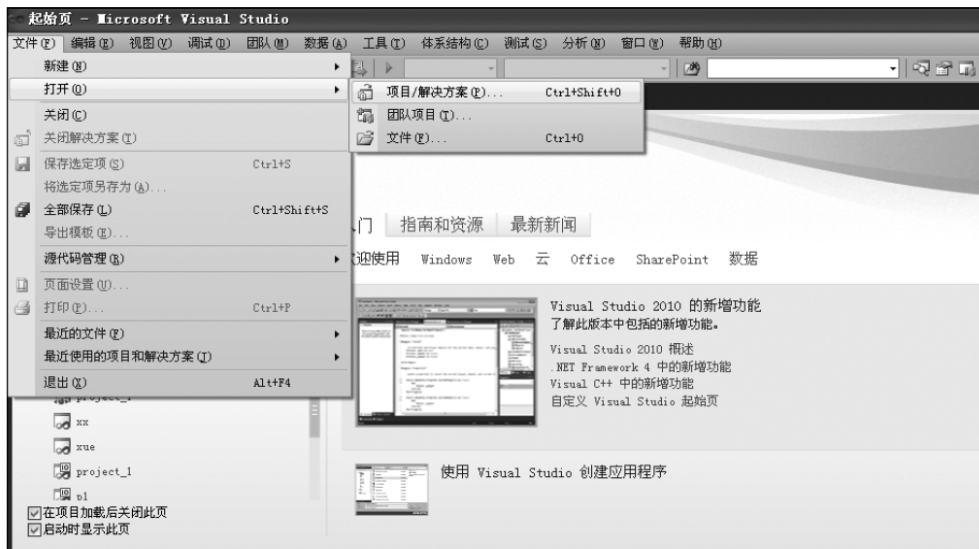 起始页 - Microsoft Visual Studio
文件(F) 编辑(E) 视图(V) 调试(D) 团队(M) 数据(A) 工具(T) 体系结构(C) 测试(S) 分析(N) 窗口(W) 帮助(H)
新建(N)
打开(O)
关闭(C)
关闭解决方案(T)
保存选定项(S) Ctrl+S
将选定项另存为(A)...
全部保存(L) Ctrl+Shift+S
导出模板(E)...
源代码管理(R)
页面设置(U)...
打印(P)... Ctrl+P
最近的文件(F)
最近使用的项目和解决方案(J)
退出(X) Alt+F4
项目/解决方案(P)... Ctrl+Shift+O
团队项目(T)...
文件(F)... Ctrl+O
门 指南和资源 最新新闻
迎使用 Windows Web 云 Office SharePoint 数据
Visual Studio 2010 的新增功能
了解此版本中包括的新增功能。
Visual Studio 2010 概述
.NET Framework 4 中的新增功能
Visual C++ 中的新增功能
自定义 Visual Studio 起始页
使用 Visual Studio 创建应用程序
project_1
xx
xue
project_1
p1
在项目加载后关闭此页
启动时显示此页